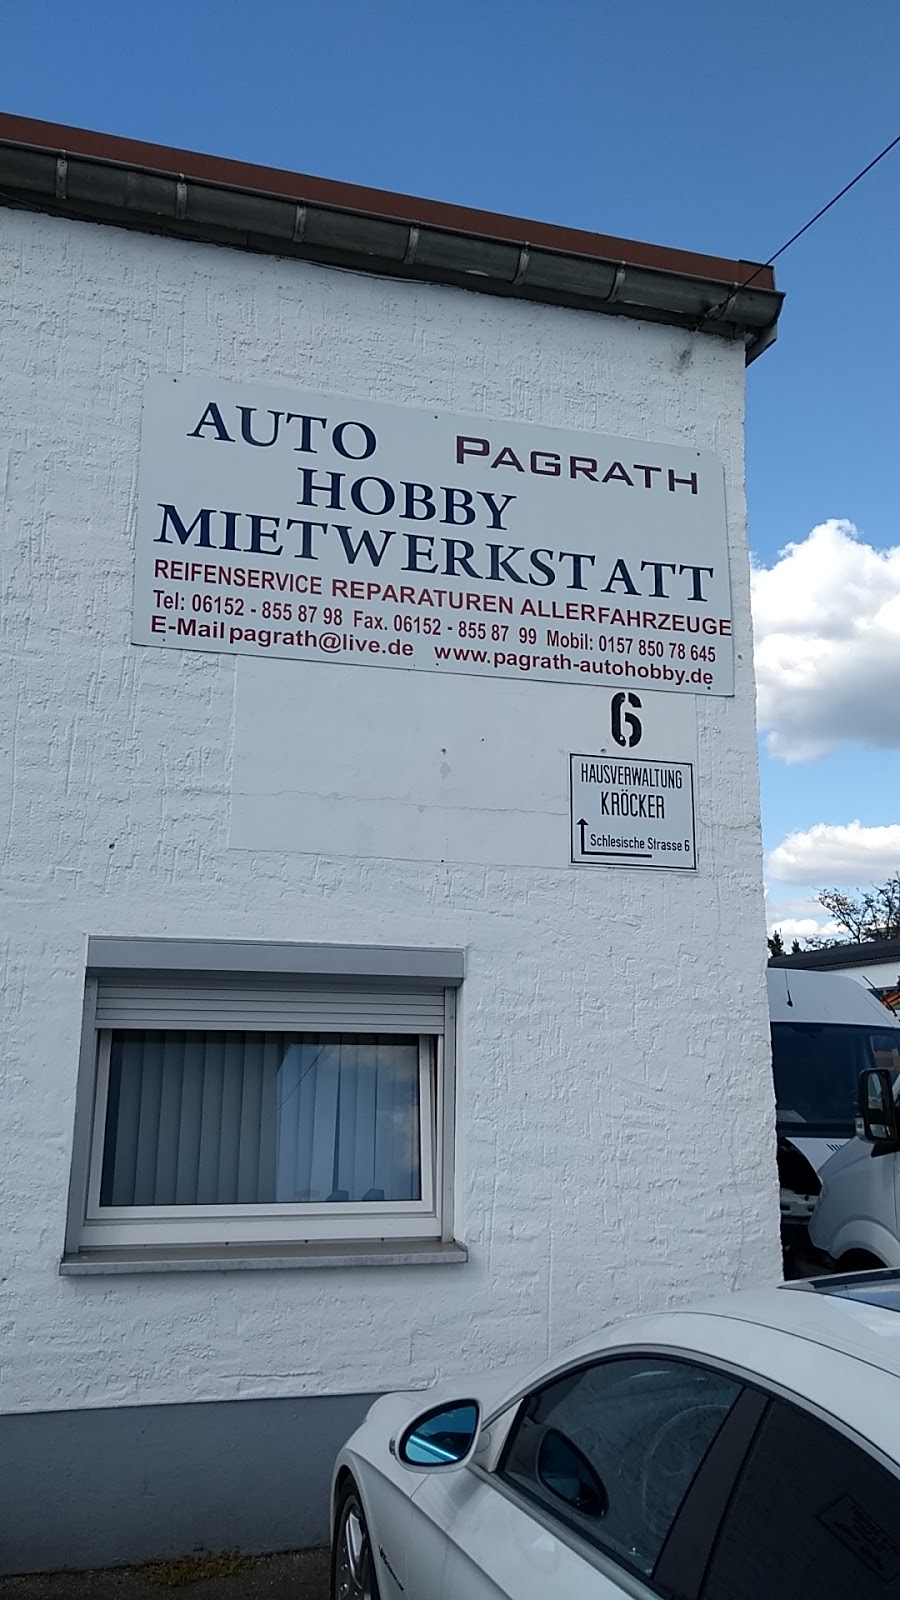 AUTO PAGRATH
HOBBY
MIETWERKSTATT
REIFENSERVICE REPARATUREN ALLERFAHRZEUGE
Tel: 06152 - 855 87 98 Fax. 06152 - 855 87 99 Mobil: 0157 850 78 645
E-Mail pagrath@live.de www.pagrath-autohobby.de
6
HAUSVERWALTUNG
KRÖCKER
Schlesische Strasse 6